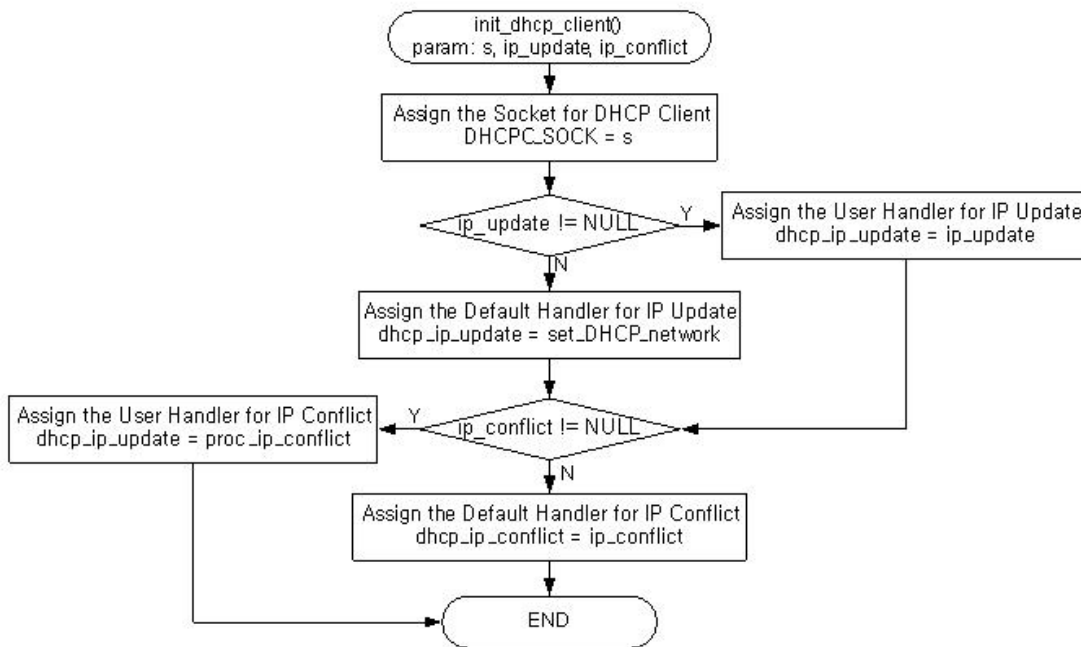 init_dhcp_client()
param: s, ip_update, ip_conflict
Assign the Socket for DHCP Client
DHCPC_SOCK = s
ip_update != NULL
Y
Assign the User Handler for IP Update
dhcp_ip_update = ip_update
N
Assign the Default Handler for IP Update
dhcp_ip_update = set_DHCP_network
Assign the User Handler for IP Conflict
dhcp_ip_update = proc_ip_conflict
Y
ip_conflict != NULL
N
Assign the Default Handler for IP Conflict
dhcp_ip_conflict = ip_conflict
END